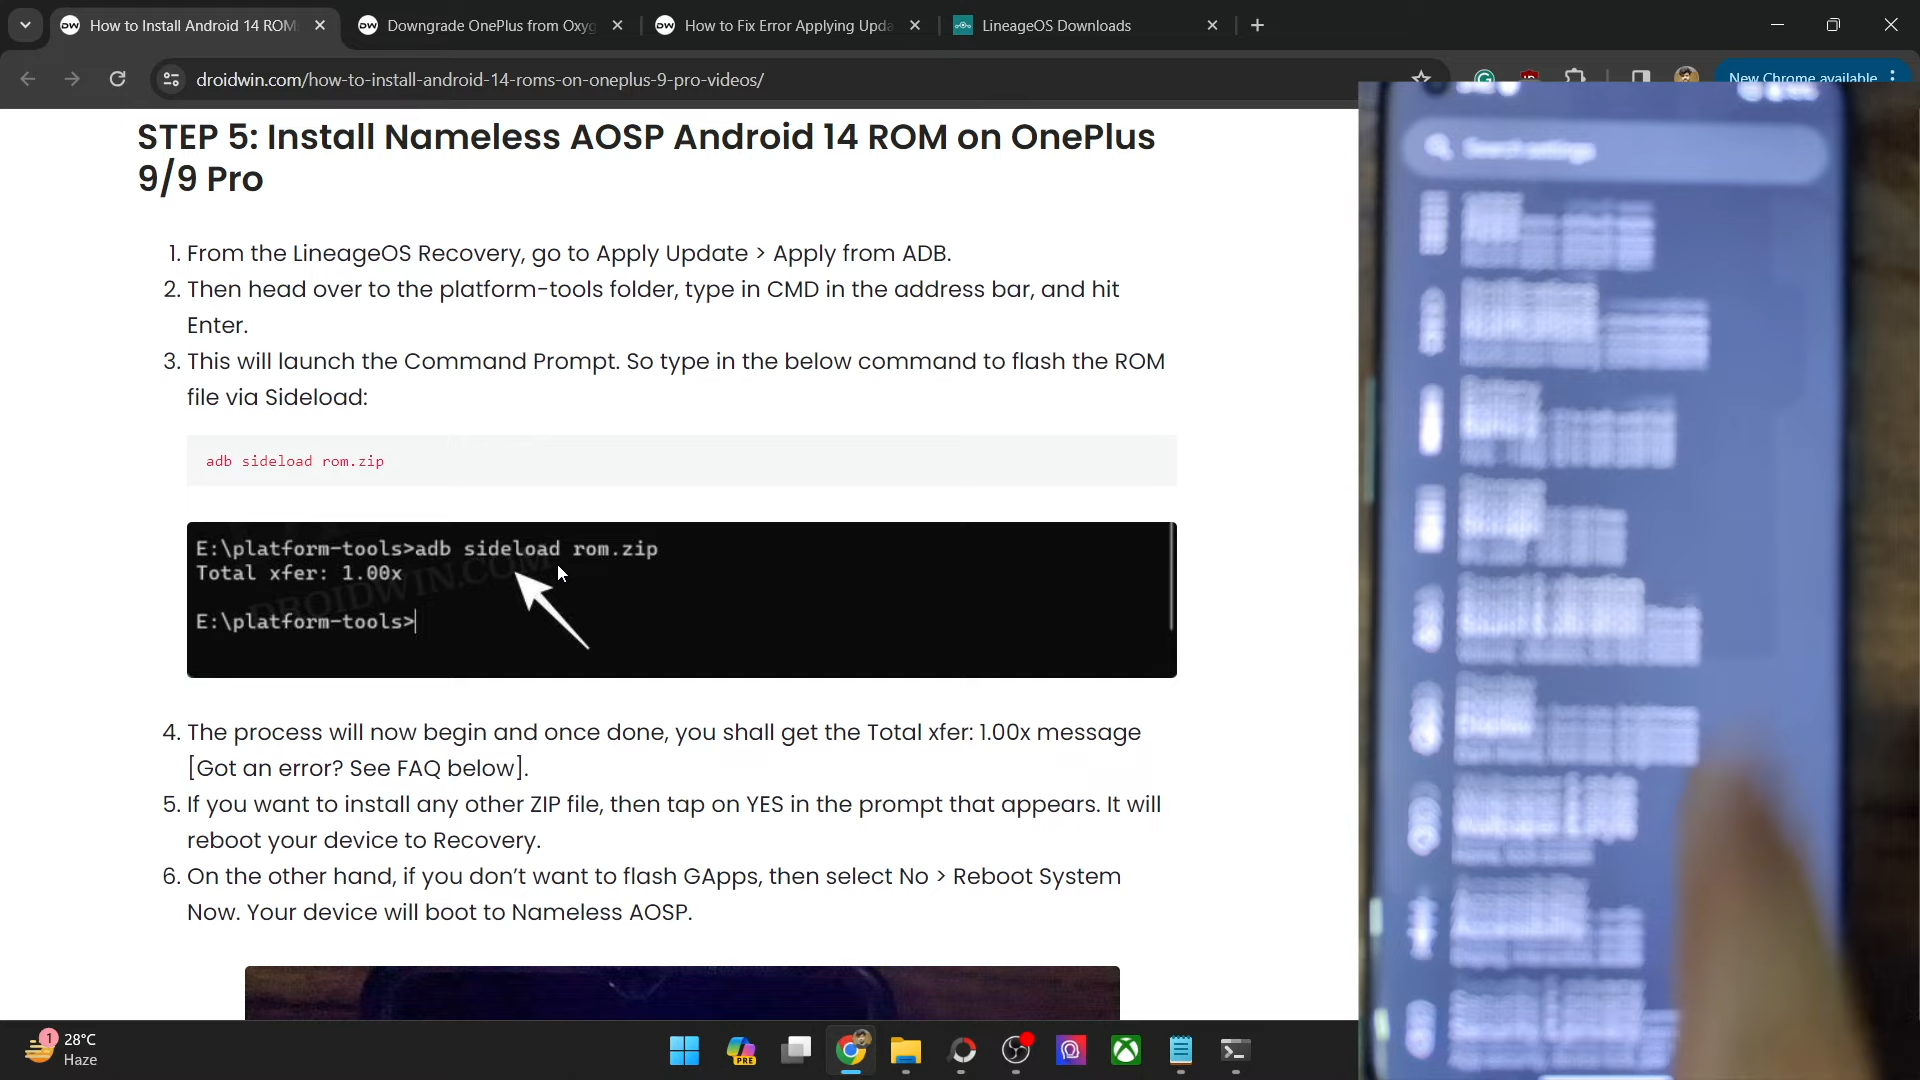 How to Install Android 14 ROM
Downgrade OnePlus from Oxyg
How to Fix Error Applying Upda
LineageOS Downloads
droidwin.com/how-to-install-android-14-roms-on-oneplus-9-pro-videos/
New Chrome available
STEP 5: Install Nameless AOSP Android 14 ROM on OnePlus
9/9 Pro
1. From the LineageOS Recovery, go to Apply Update > Apply from ADB.
2. Then head over to the platform-tools folder, type in CMD in the address bar, and hit
Enter.
3. This will launch the Command Prompt. So type in the below command to flash the ROM
file via Sideload:
adb sideload rom.zip
E:\platform-tools>adb sideload rom.zip
Total xfer: 1.00x
DROIDWIN.COM
E:\platform-tools>
4. The process will now begin and once done, you shall get the Total xfer: 1.00x message
[Got an error? See FAQ below].
5. If you want to install any other ZIP file, then tap on YES in the prompt that appears. It will
reboot your device to Recovery.
6. On the other hand, if you don't want to flash GApps, then select No > Reboot System
Now. Your device will boot to Nameless AOSP.
Search settings
1
28°C
Haze
PRE